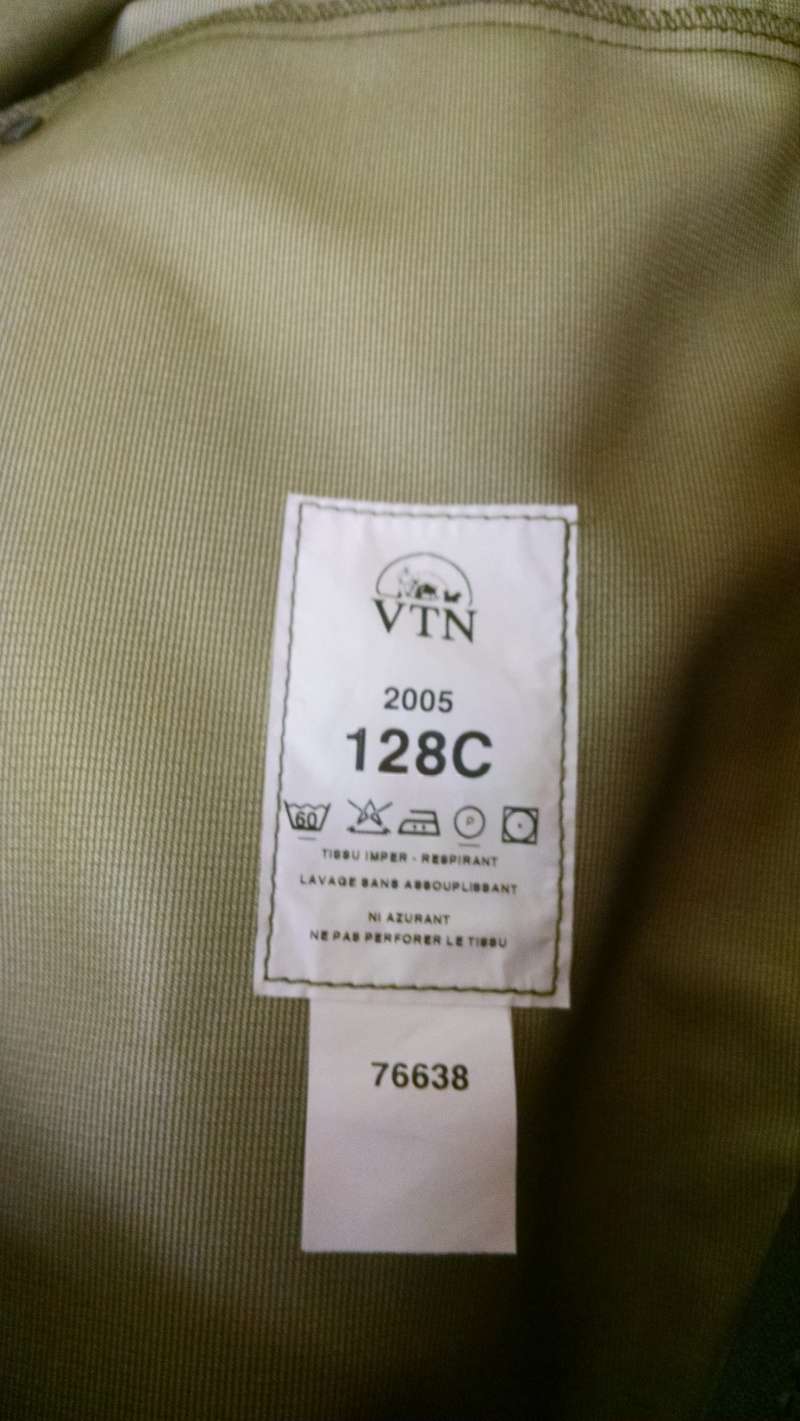 VTN
2005
128C
60
P
TISSU IMPER - RESPIRANT
LAVAGE SANS ASSOUPLISSANT
NI AZURANT
NE PAS PERFORER LE TISSU
76638